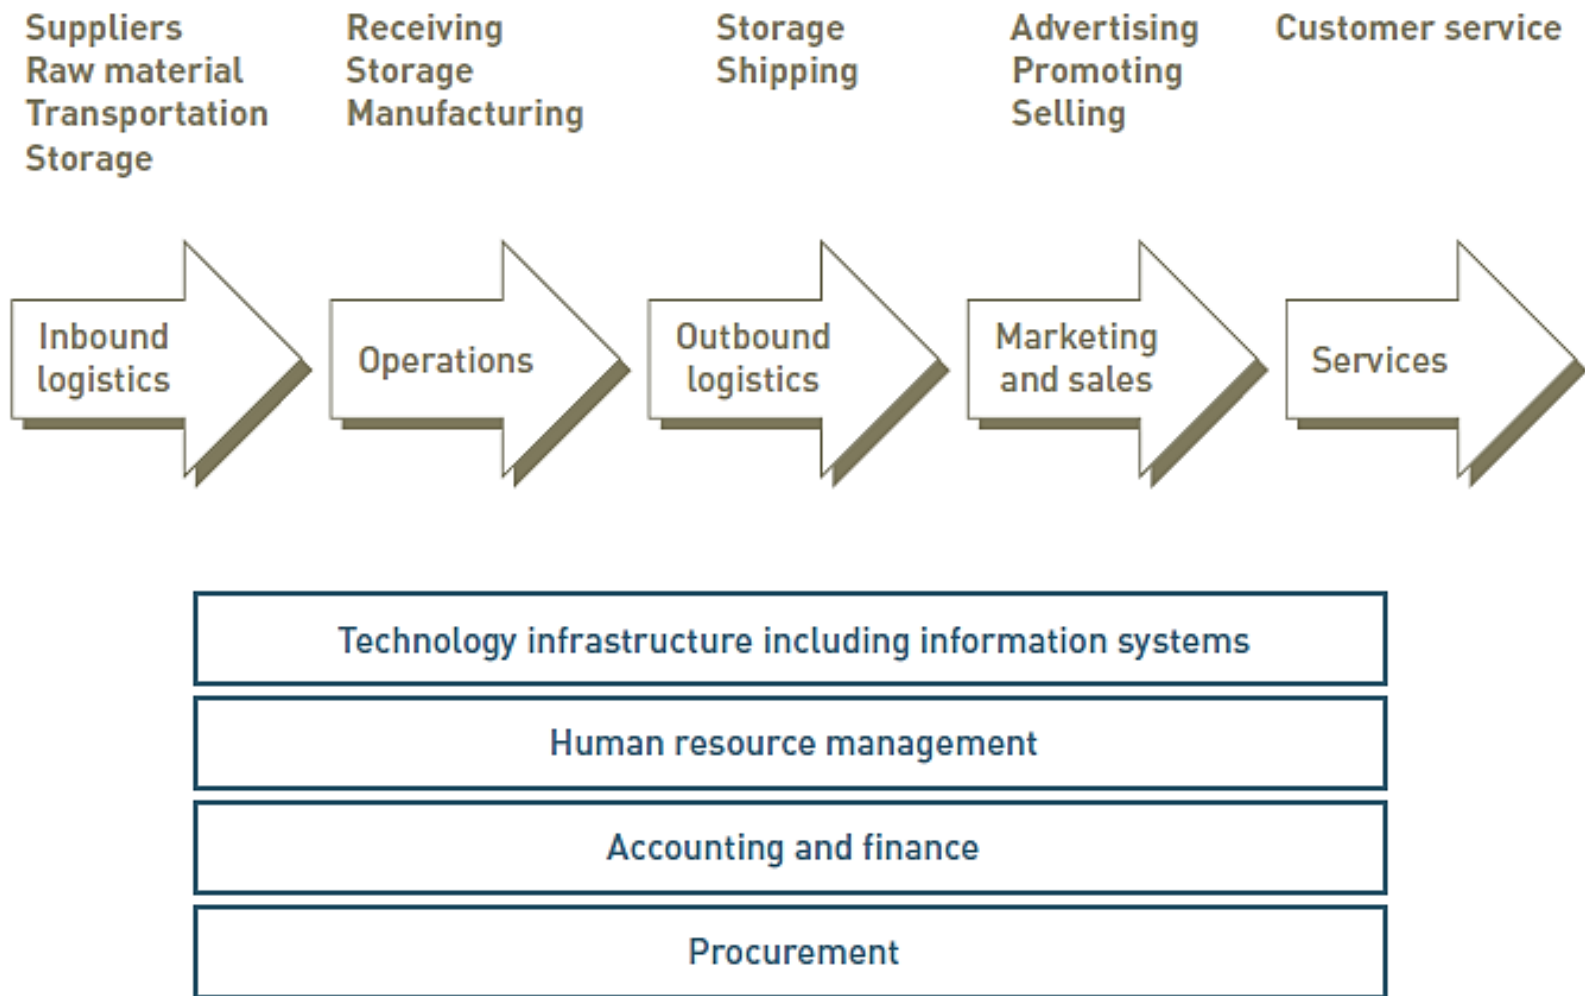 Suppliers
Raw material
Transportation
Storage
Receiving
Storage
Manufacturing
Storage
Shipping
Advertising
Promoting
Selling
Customer service
Inbound
logistics
Operations
Outbound
logistics
Marketing
and sales
Services
Technology infrastructure including information systems
Human resource management
Accounting and finance
Procurement